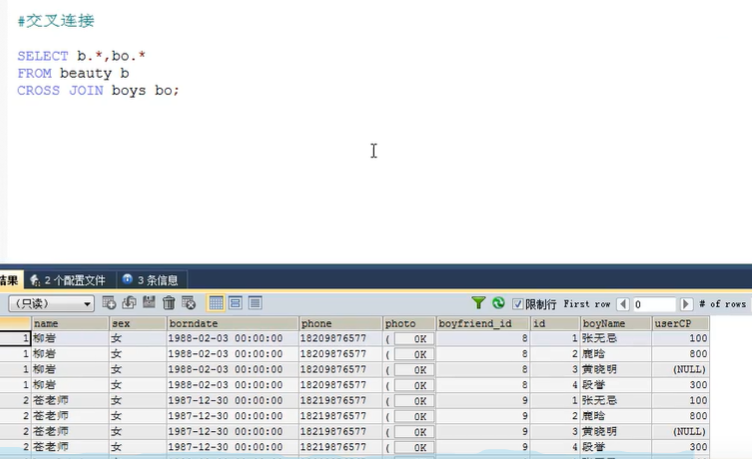 #交叉连接
SELECT b.*,bo.*
FROM beauty b
CROSS JOIN boys bo;
结果 2 个配置文件 3 条信息
(只读) 限制行 First row 0 # of rows
name sex borndate phone photo boyfriend_id id boyName userCP
1 柳岩 女 1988-02-03 00:00:00 18209876577 ( 0K 8 1 张无忌 100
1 柳岩 女 1988-02-03 00:00:00 18209876577 ( 0K 8 2 鹿晗 800
1 柳岩 女 1988-02-03 00:00:00 18209876577 ( 0K 8 3 黄晓明 (NULL)
1 柳岩 女 1988-02-03 00:00:00 18209876577 ( 0K 8 4 段誉 300
2 苍老师 女 1987-12-30 00:00:00 18219876577 ( 0K 9 1 张无忌 100
2 苍老师 女 1987-12-30 00:00:00 18219876577 ( 0K 9 2 鹿晗 800
2 苍老师 女 1987-12-30 00:00:00 18219876577 ( 0K 9 3 黄晓明 (NULL)
2 苍老师 女 1987-12-30 00:00:00 18219876577 ( 0K 9 4 段誉 300